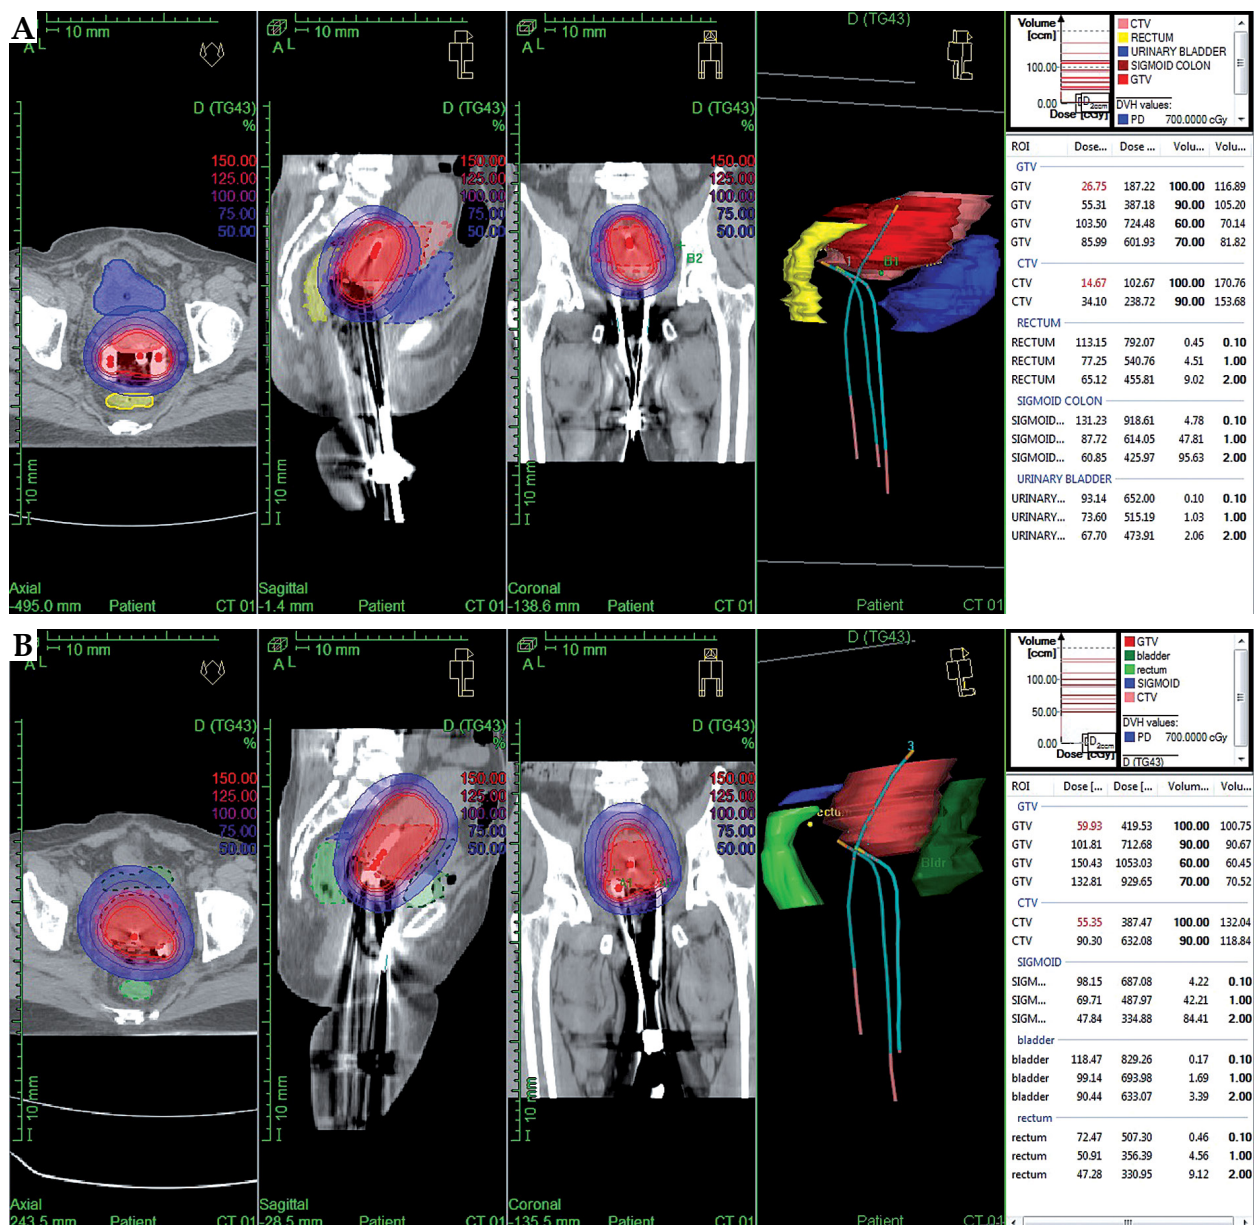 A
10 mm
A L
D (TG43)
%
150.00
125.00
100.00
75.00
50.00
10 mm
Axial
-495.0 mm Patient CT 01
10 mm
A L
D (TG43)
%
150.00
125.00
100.00
75.00
50.00
10 mm
Sagittal
-1.4 mm Patient CT 01
10 mm
A L
D (TG43)
%
150.00
125.00
100.00
75.00
50.00
B2
10 mm
Coronal
-138.6 mm Patient CT 01
D (TG43)
1
B1
Patient CT 01
Volume
[ccm]
100.00
0.00
Dose [cGy]
D2ccm
CTV
RECTUM
URINARY BLADDER
SIGMOID COLON
GTV
DVH values:
PD 700.0000 cGy
ROI Dose... Dose ... Volu... Volu...
GTV
GTV 26.75 187.22 100.00 116.89
GTV 55.31 387.18 90.00 105.20
GTV 103.50 724.48 60.00 70.14
GTV 85.99 601.93 70.00 81.82
CTV
CTV 14.67 102.67 100.00 170.76
CTV 34.10 238.72 90.00 153.68
RECTUM
RECTUM 113.15 792.07 0.45 0.10
RECTUM 77.25 540.76 4.51 1.00
RECTUM 65.12 455.81 9.02 2.00
SIGMOID COLON
SIGMOID... 131.23 918.61 4.78 0.10
SIGMOID... 87.72 614.05 47.81 1.00
SIGMOID... 60.85 425.97 95.63 2.00
URINARY BLADDER
URINARY... 93.14 652.00 0.10 0.10
URINARY... 73.60 515.19 1.03 1.00
URINARY... 67.70 473.91 2.06 2.00
B
10 mm
A L
D (TG43)
%
150.00
125.00
100.00
75.00
50.00
10 mm
Axial
243.5 mm Patient CT 01
10 mm
A L
D (TG43)
%
150.00
125.00
100.00
75.00
50.00
10 mm
Sagittal
-28.5 mm Patient CT 01
10 mm
A L
D (TG43)
%
150.00
125.00
100.00
75.00
50.00
A1
10 mm
Coronal
-135.5 mm Patient CT 01
D (TG43)
3
ectu
Bldr
Patient CT 01
Volume
[ccm]
100.00
50.00
0.00
Dose [cGy]
D2ccm
GTV
bladder
rectum
SIGMOID
CTV
DVH values:
PD 700.0000 cGy
D (TG43)
ROI Dose [... Dose [... Volum... Volu...
GTV
GTV 59.93 419.53 100.00 100.75
GTV 101.81 712.68 90.00 90.67
GTV 150.43 1053.03 60.00 60.45
GTV 132.81 929.65 70.00 70.52
CTV
CTV 55.35 387.47 100.00 132.04
CTV 90.30 632.08 90.00 118.84
SIGMOID
SIGM... 98.15 687.08 4.22 0.10
SIGM... 69.71 487.97 42.21 1.00
SIGM... 47.84 334.88 84.41 2.00
bladder
bladder 118.47 829.26 0.17 0.10
bladder 99.14 693.98 1.69 1.00
bladder 90.44 633.07 3.39 2.00
rectum
rectum 72.47 507.30 0.46 0.10
rectum 50.91 356.39 4.56 1.00
rectum 47.28 330.95 9.12 2.00